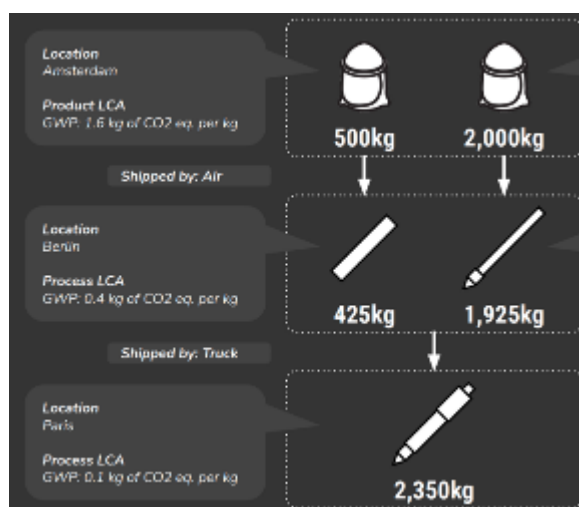 Location
Amsterdam
Product LCA
GWP: 1.6 kg of CO2 eq. per kg
500kg
2,000kg
Shipped by: Air
Location
Berlin
Process LCA
GWP: 0.4 kg of CO2 eq. per kg
425kg
1,925kg
Shipped by: Truck
Location
Paris
Process LCA
GWP: 0.1 kg of CO2 eq. per kg
2,350kg